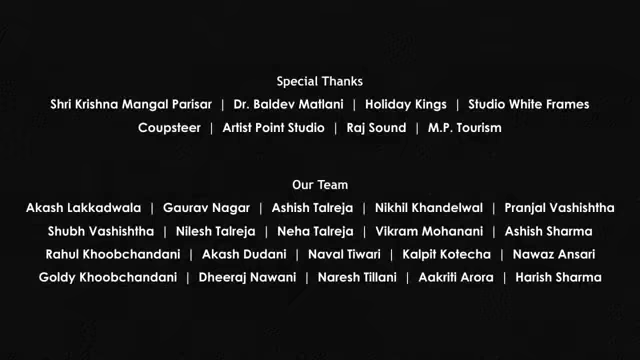 Special Thanks
Shri Krishna Mangal Parisar | Dr. Baldev Matlani | Holiday Kings | Studio White Frames
Coupsteer | Artist Point Studio | Raj Sound | M.P. Tourism
Our Team
Akash Lakkadwala | Gaurav Nagar | Ashish Talreja | Nikhil Khandelwal | Pranjal Vashishtha
Shubh Vashishtha | Nilesh Talreja | Neha Talreja | Vikram Mohanani | Ashish Sharma
Rahul Khoobchandani | Akash Dudani | Naval Tiwari | Kalpit Kotecha | Nawaz Ansari
Goldy Khoobchandani | Dheeraj Nawani | Naresh Tillani | Aakriti Arora | Harish Sharma